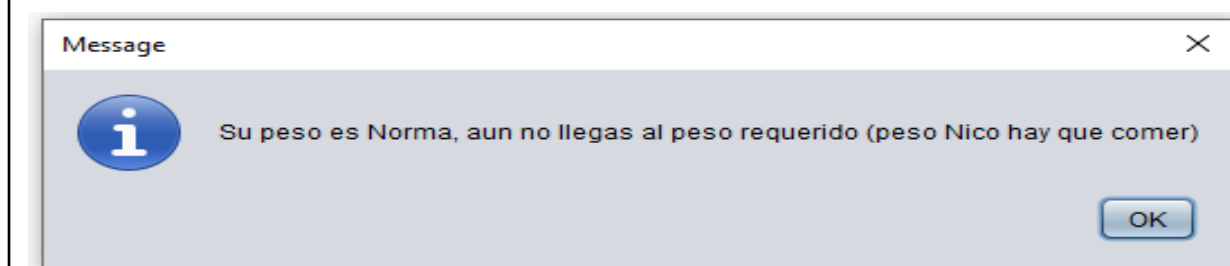 Message
Su peso es Norma, aun no llegas al peso requerido (peso Nico hay que comer)
OK